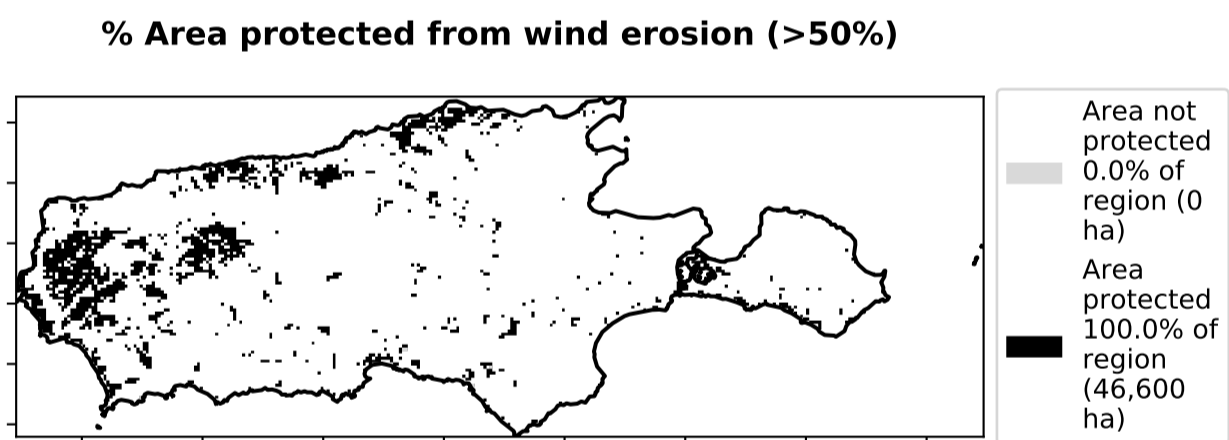 % Area protected from wind erosion (>50%)
Area not
protected
0.0% of
region (0
ha)
Area
protected
100.0% of
region
(46,600
ha)